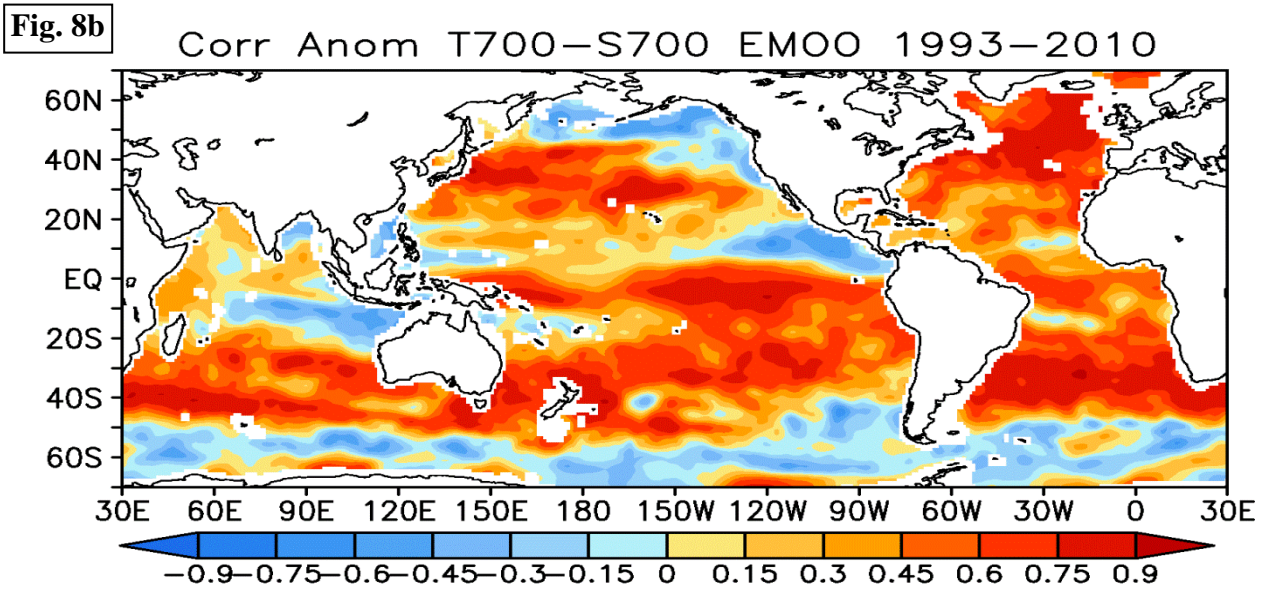 Fig. 8b
Corr Anom T700-S700 EMOO 1993-2010
60N
40N
20N
EQ
20S
40S
60S
30E 60E 90E 120E 150E 180 150W 120W 90W 60W 30W 0 30E
-0.9 -0.75 -0.6 -0.45 -0.3 -0.15 0 0.15 0.3 0.45 0.6 0.75 0.9